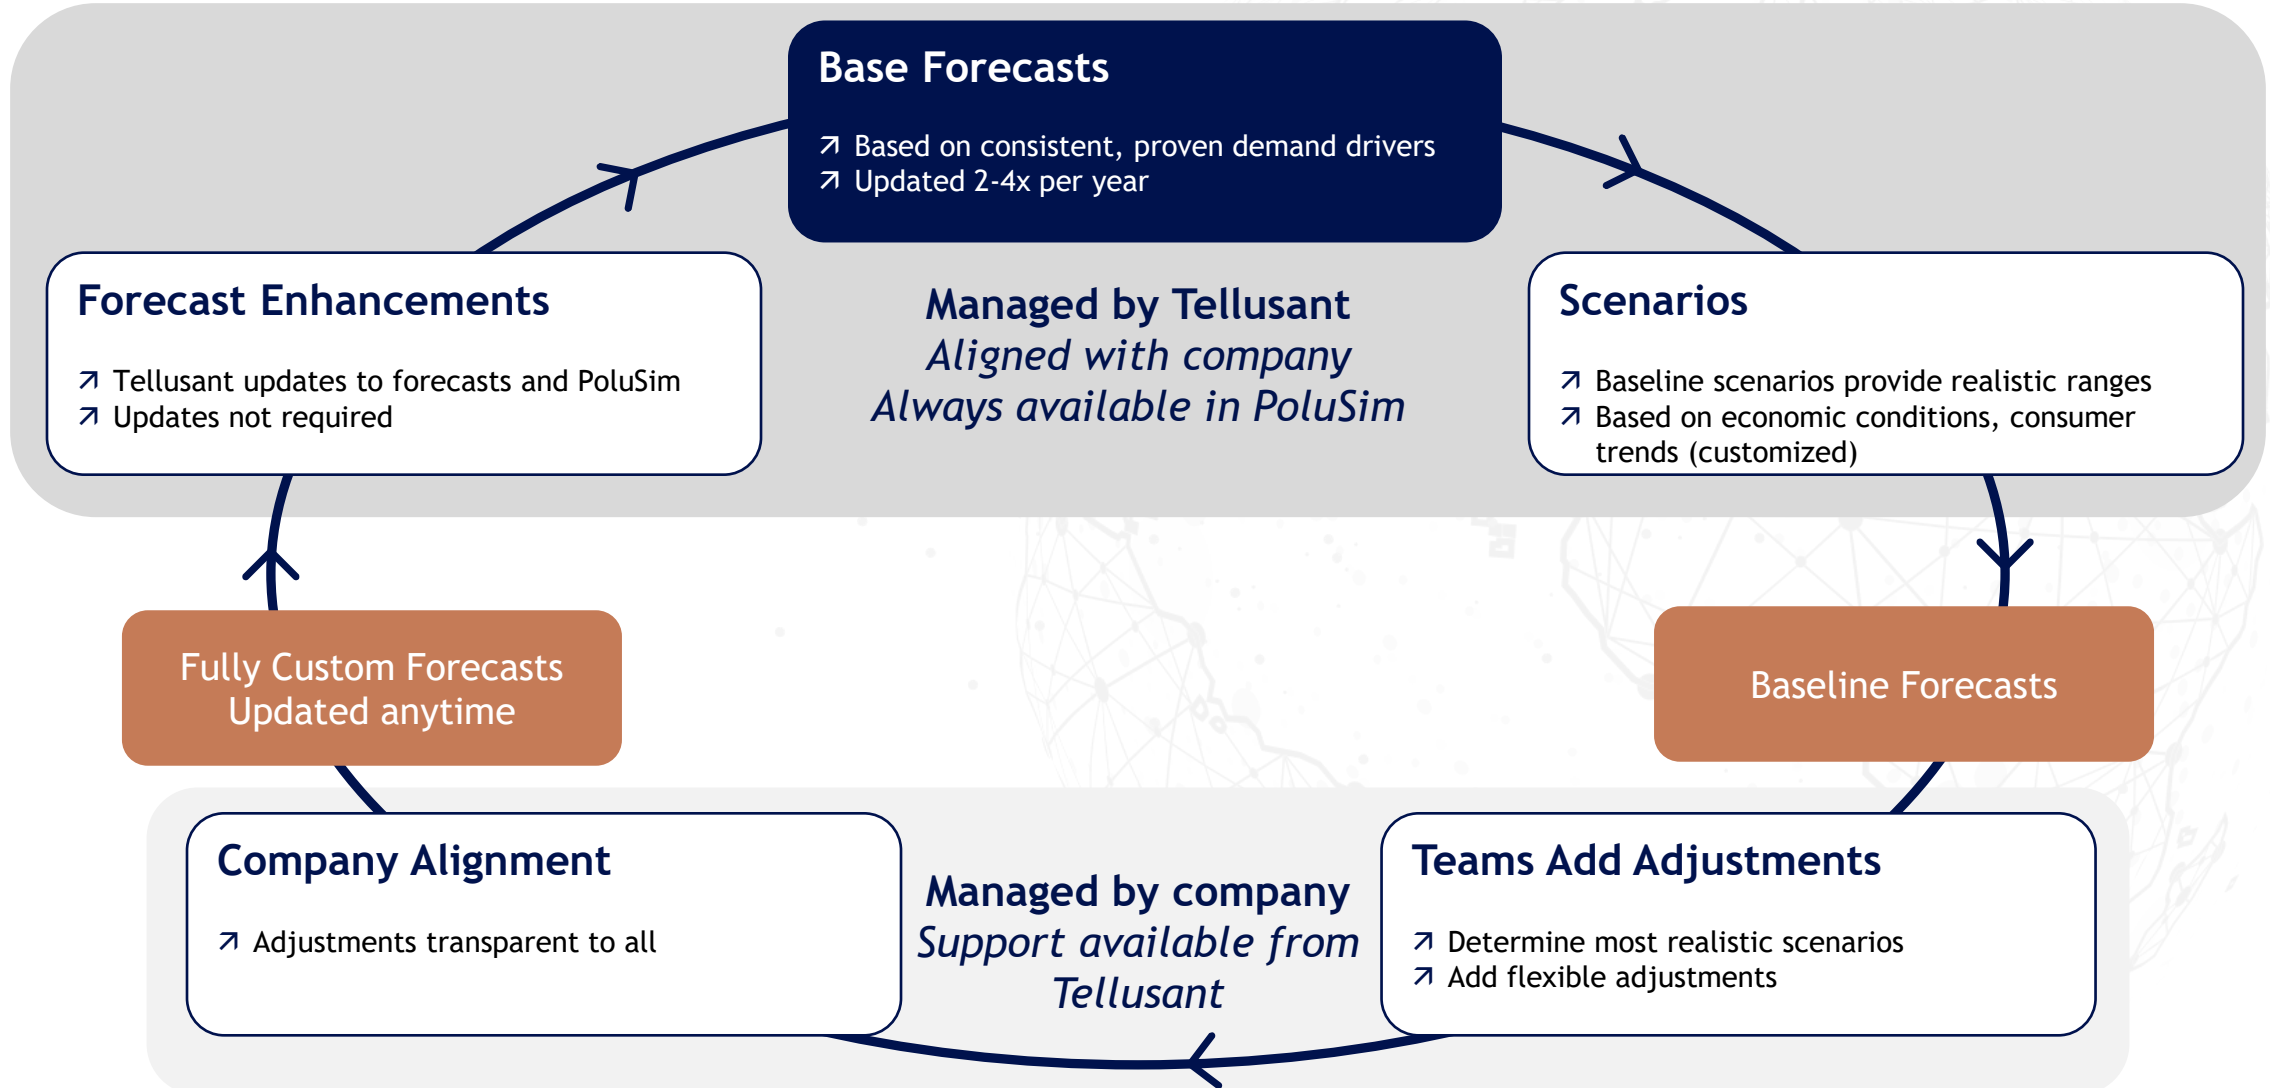 Base Forecasts
Based on consistent, proven demand drivers
Updated 2-4x per year
Forecast Enhancements
Tellusant updates to forecasts and PoluSim
Updates not required
Managed by Tellusant
Aligned with company
Always available in PoluSim
Scenarios
Baseline scenarios provide realistic ranges
Based on economic conditions, consumer
trends (customized)
Fully Custom Forecasts
Updated anytime
Baseline Forecasts
Company Alignment
Adjustments transparent to all
Managed by company
Support available from
Tellusant
Teams Add Adjustments
Determine most realistic scenarios
Add flexible adjustments